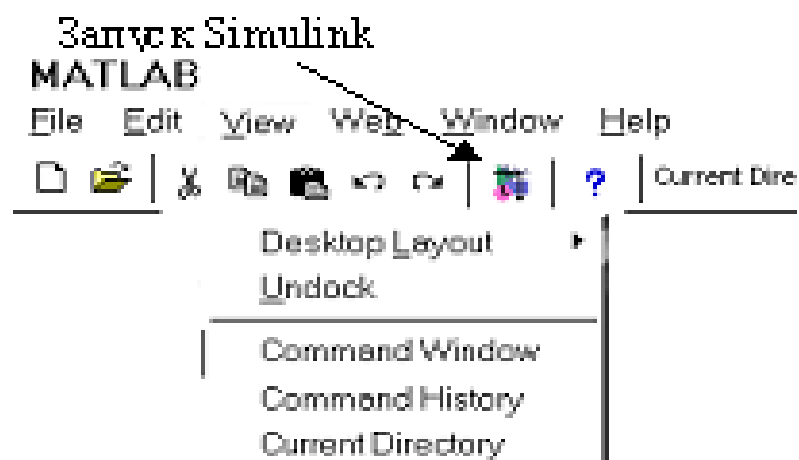 Запуск Simulink
MATLAB
File Edit View Web Window Help
? Current Dire
Desktop Layout
Undock
Command Window
Command History
Current Directory